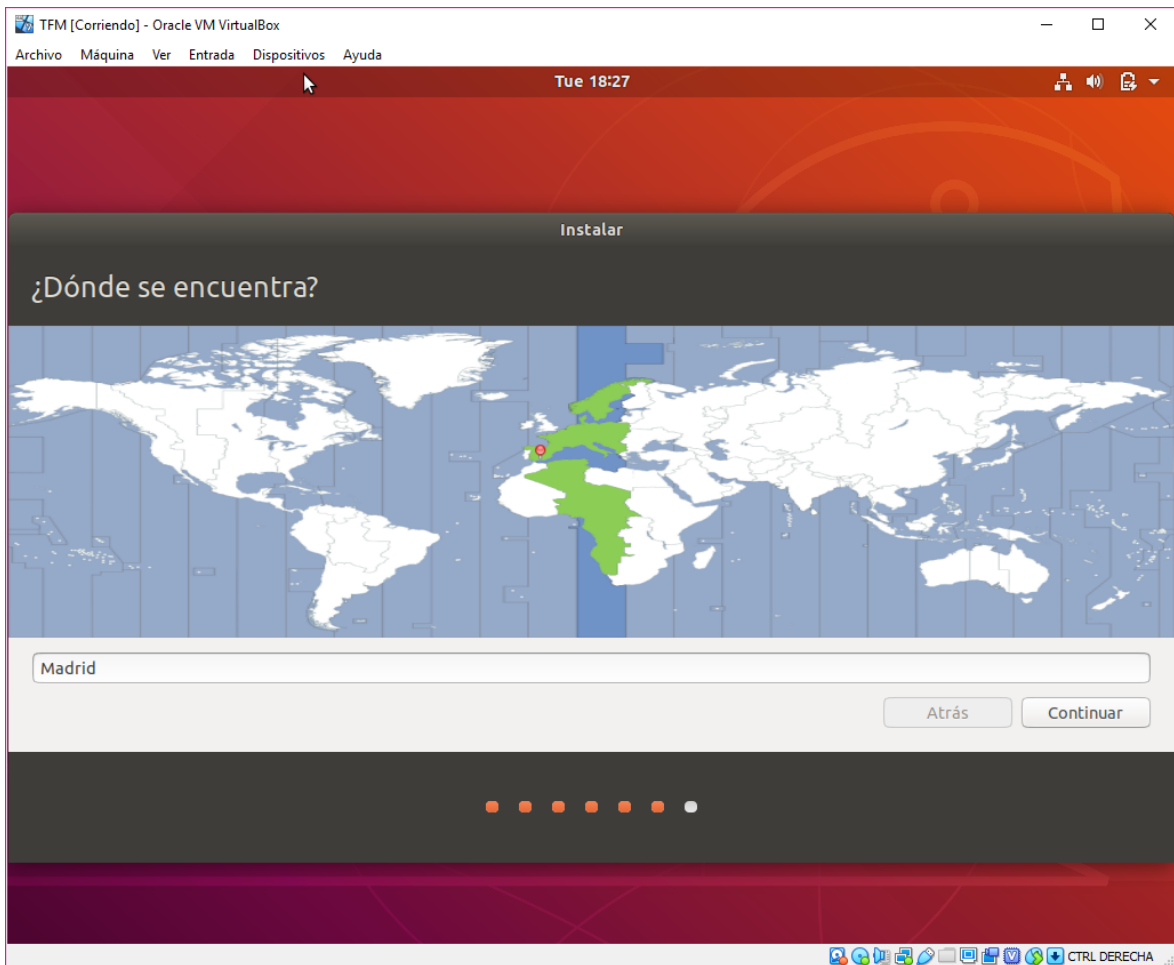 TFM [Corriendo] - Oracle VM VirtualBox
Archivo Máquina Ver Entrada Dispositivos Ayuda
Tue 18:27
Instalar
¿Dónde se encuentra?
Madrid
Atrás Continuar
CTRL DERECHA